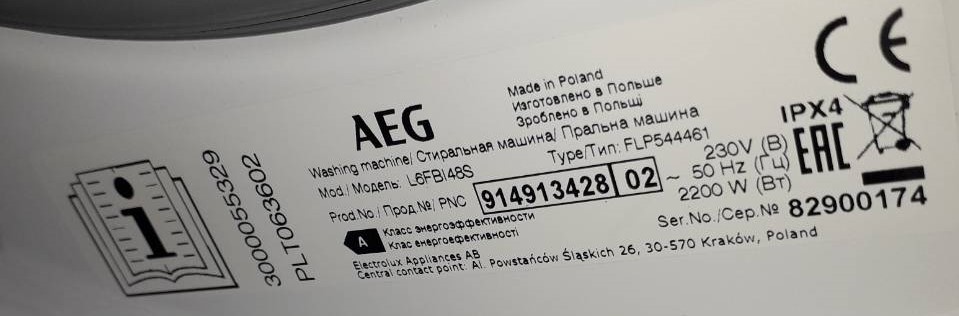 AEG
Made in Poland
Изготовлено в Польше
Зроблено в Польщі
Washing machine/ Стиральная машина/ Пральна машина
Mod./ Модель: L6FBI48S
Type/Тип: FLP544461
Prod.No./ Прод.№/ PNC 914913428 02
~ 230V (В)
50 Hz (Гц)
2200 W (Вт)
IPX4
EAC
CE
A
Класс энергоэффективности
Клас енергоефективності
Ser.No./Сер.№ 82900174
Electrolux Appliances AB
Central contact point: Al. Powstańców Śląskich 26, 30-570 Kraków, Poland
3000055329
PLT063602